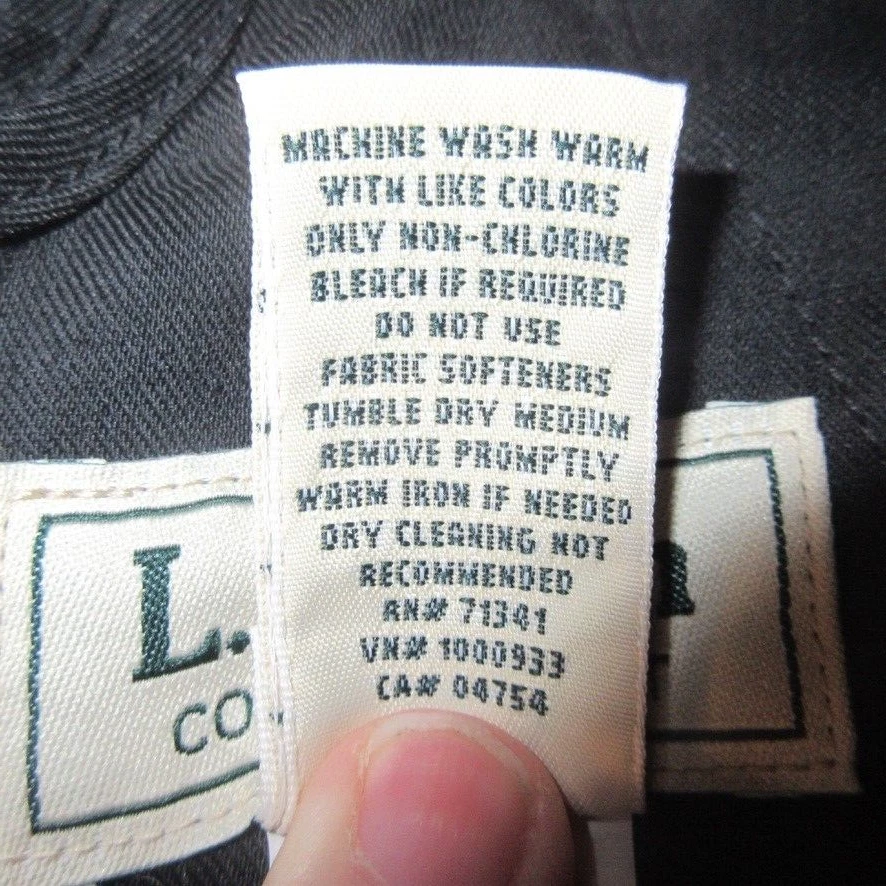 MACHINE WASH WARM
WITH LIKE COLORS
ONLY NON-CHLORINE
BLEACH IF REQUIRED
DO NOT USE
FABRIC SOFTENERS
TUMBLE DRY MEDIUM
REMOVE PROMPTLY
WARM IRON IF NEEDED
DRY CLEANING NOT
RECOMMENDED
RN# 71341
VN# 1000933
CA# 04754
L.
CO